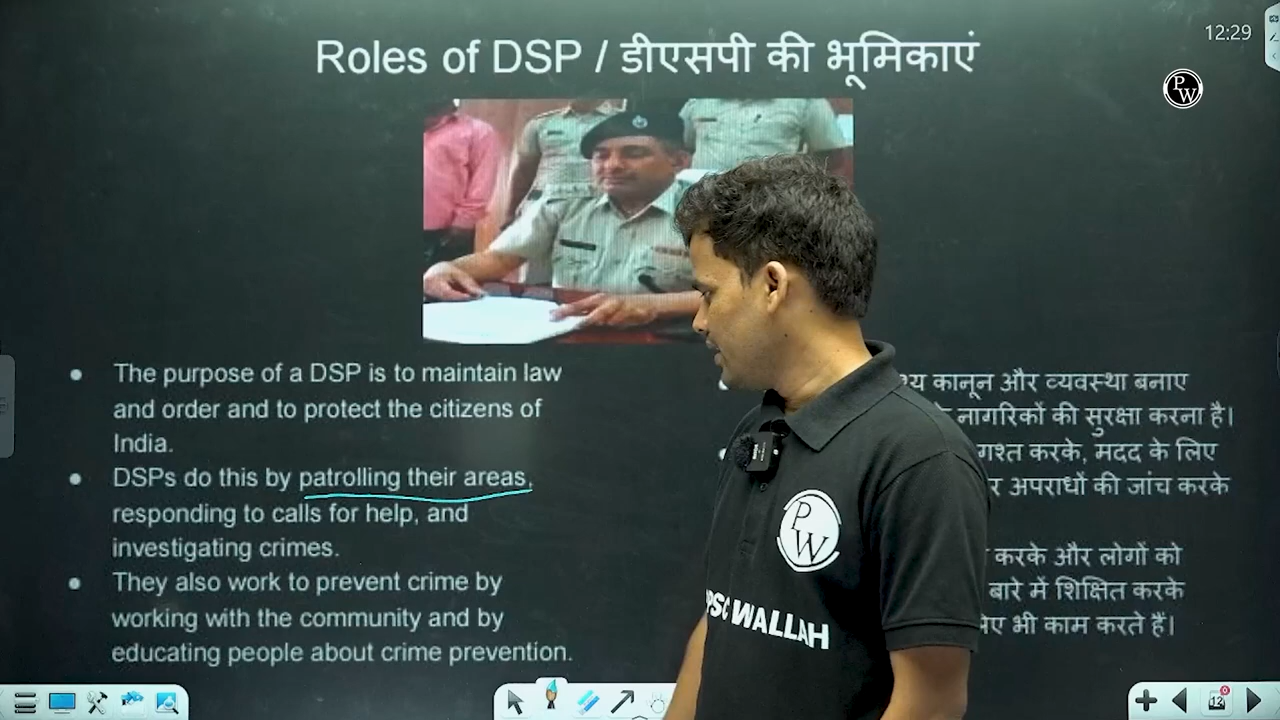 Roles of DSP / डीएसपी की भूमिकाएं
12:29
PW
The purpose of a DSP is to maintain law
and order and to protect the citizens of
India.
DSPs do this by patrolling their areas,
responding to calls for help, and
investigating crimes.
They also work to prevent crime by
working with the community and by
educating people about crime prevention.
कानून और व्यवस्था बनाए
नागरिकों की सुरक्षा करना है।
गश्त करके, मदद के लिए
अपराधों की जांच करके
करके और लोगों को
बारे में शिक्षित करके
भी काम करते हैं।
PW
WALLAH
12
0